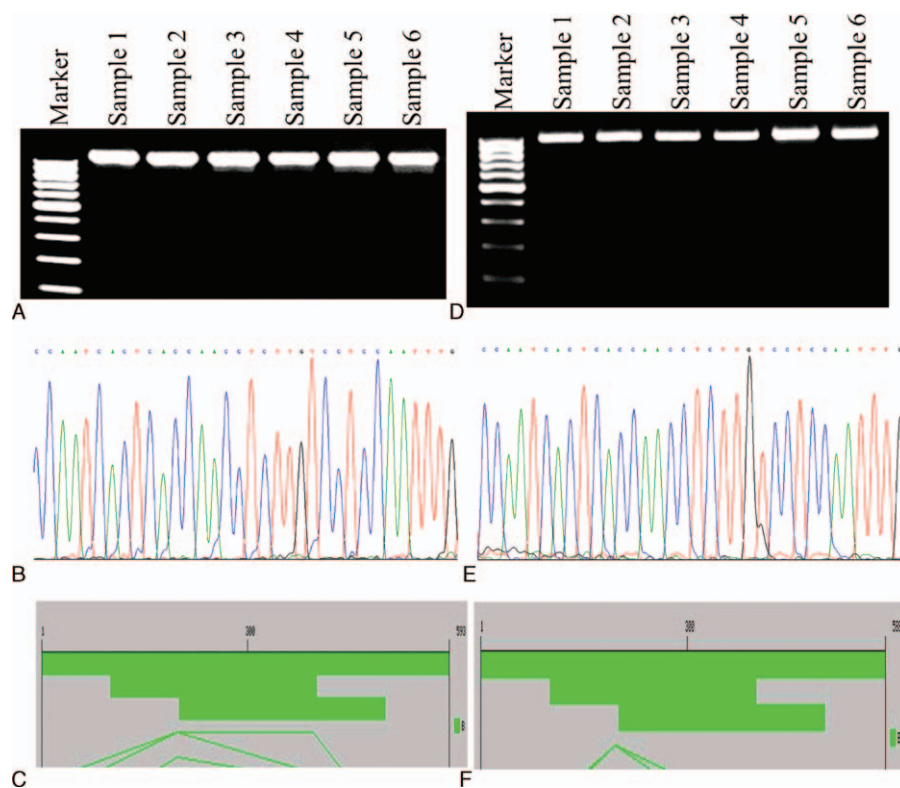 Marker
Sample 1
Sample 2
Sample 3
Sample 4
Sample 5
Sample 6
A
Marker
Sample 1
Sample 2
Sample 3
Sample 4
Sample 5
Sample 6
D
C C A A T C A C T C A C C A A C C T C T T G T C C T C C A A T T T G
B
C C A A T C A C T C A C C A A C C T C T T G T C C T C C A A T T T G
E
1 300 593
B
C
1 300
F